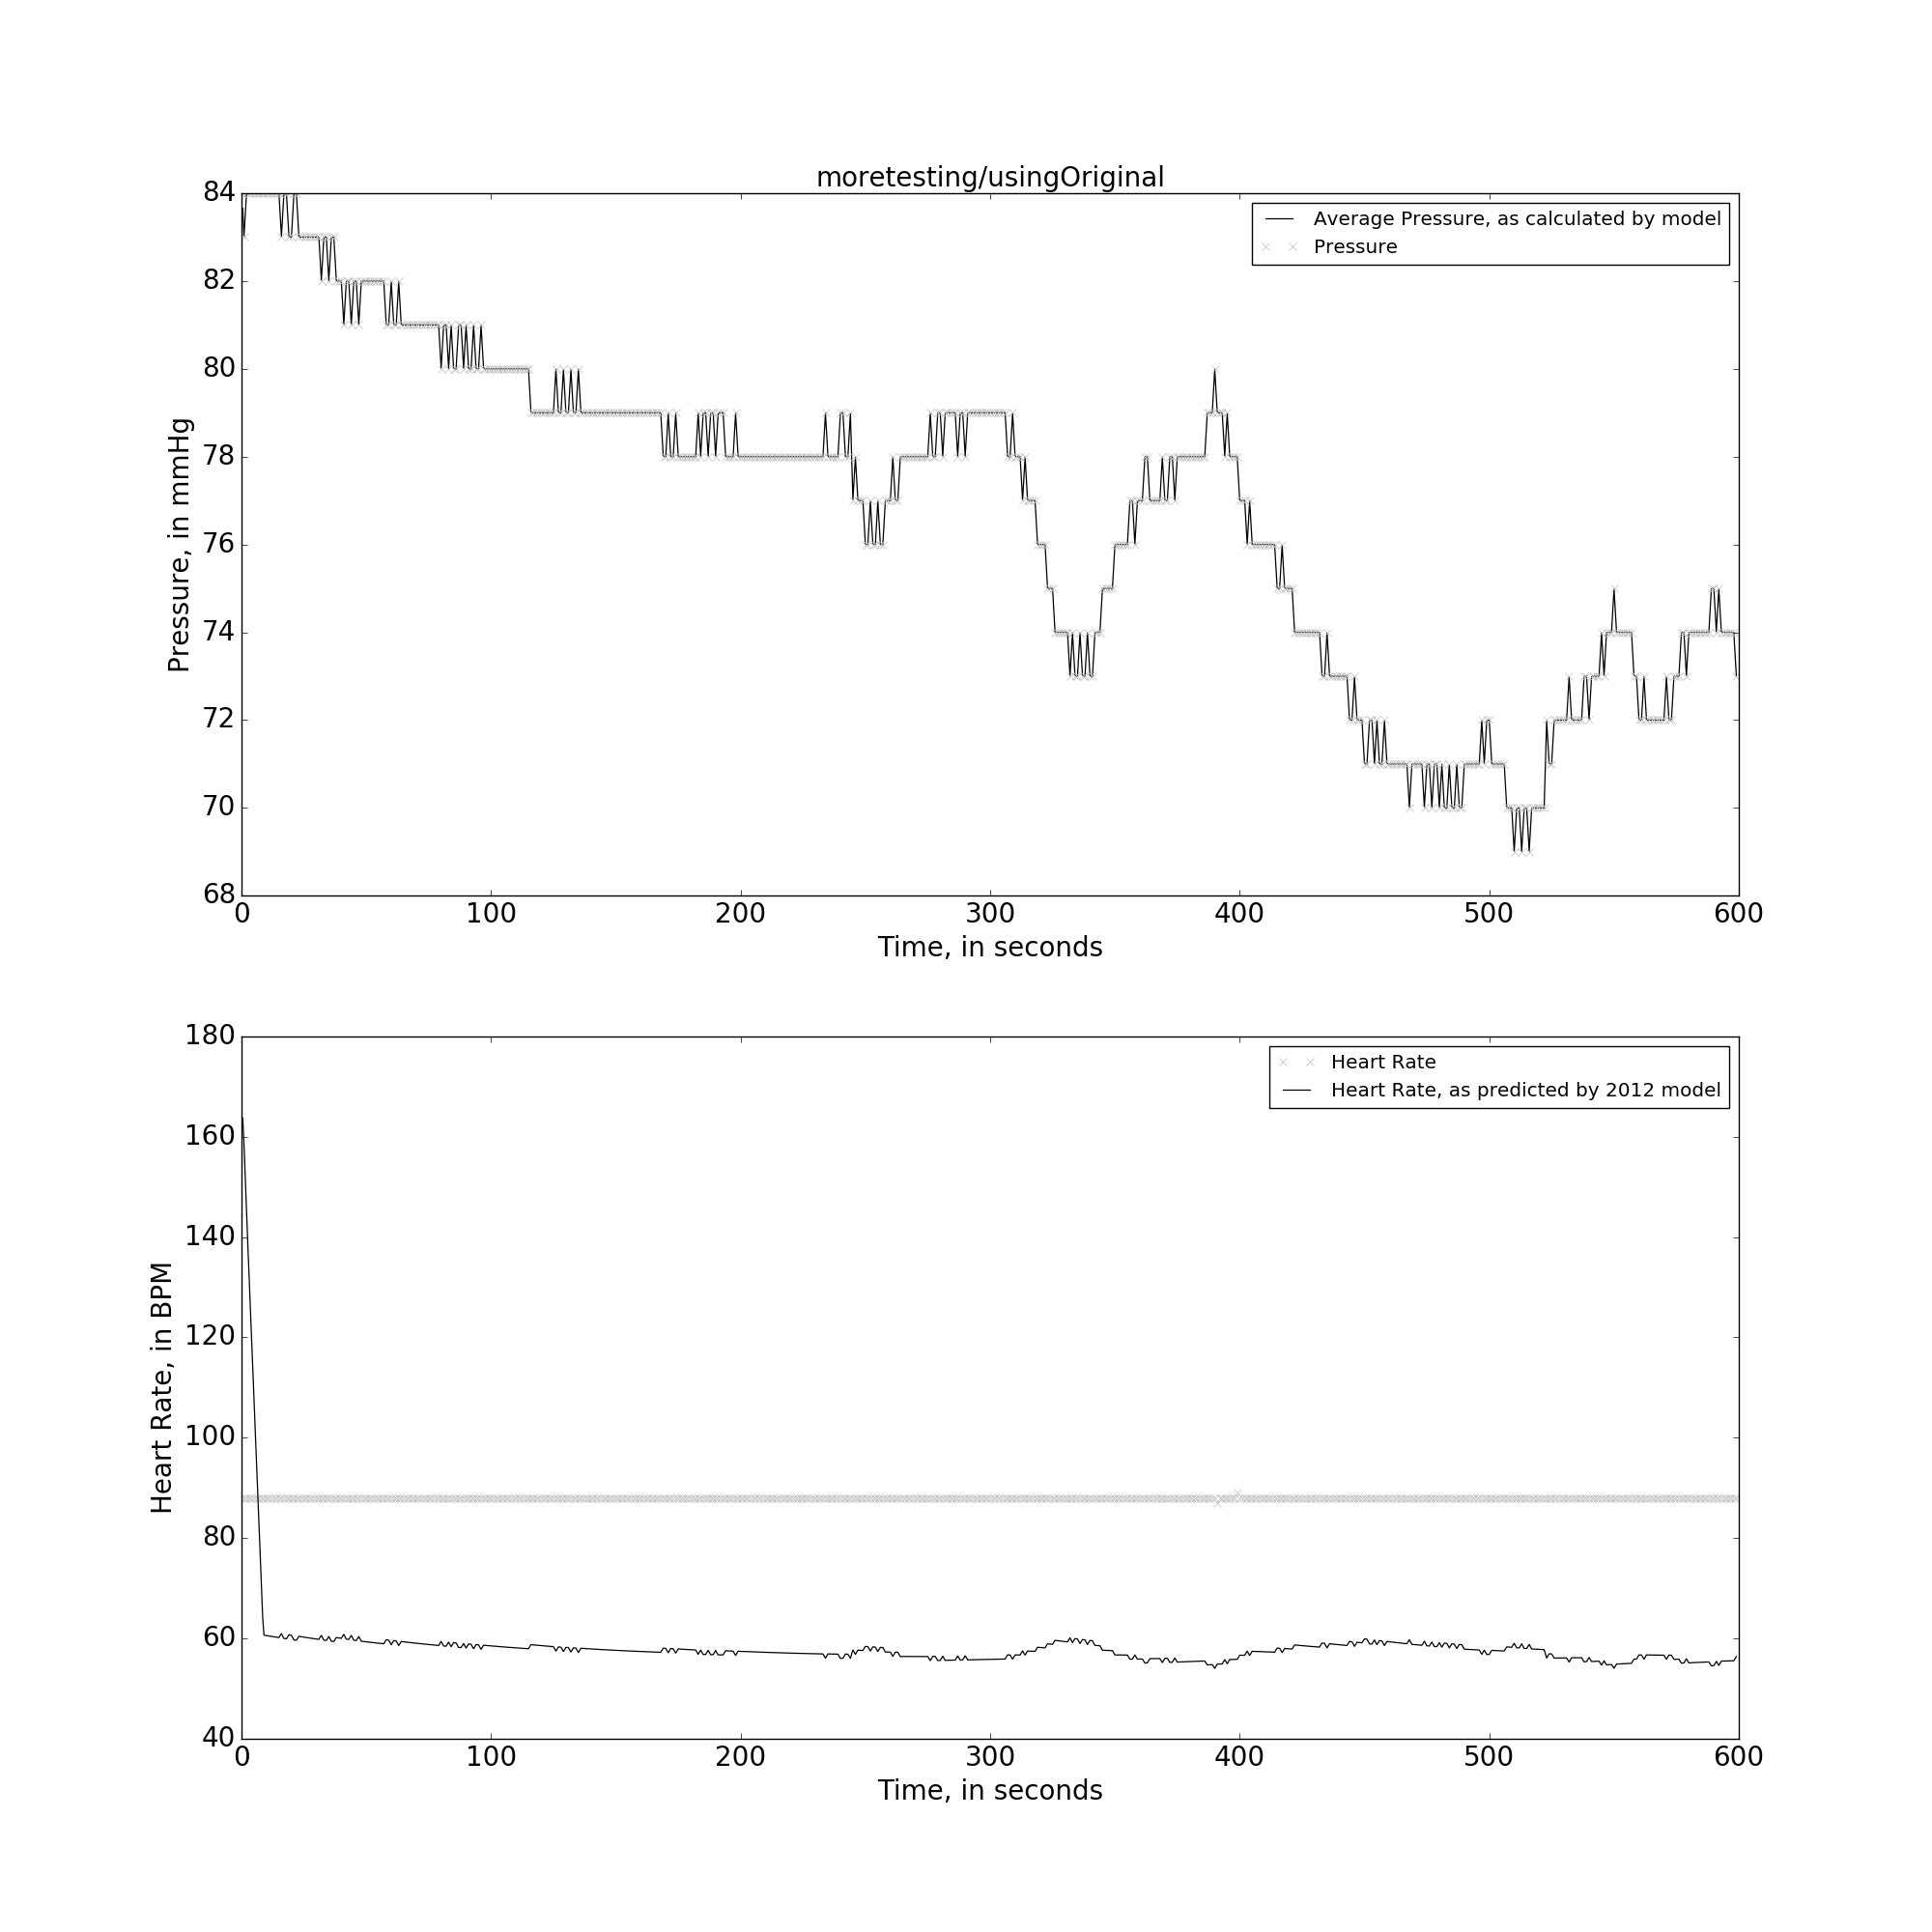 moretesting/usingOriginal
84
82
80
78
76
74
72
70
68
Pressure, in mmHg
Average Pressure, as calculated by model
Pressure
0 100 200 300 400 500 600
Time, in seconds
180
160
140
120
100
80
60
40
Heart Rate, in BPM
Heart Rate
Heart Rate, as predicted by 2012 model
0 100 200 300 400 500 600
Time, in seconds